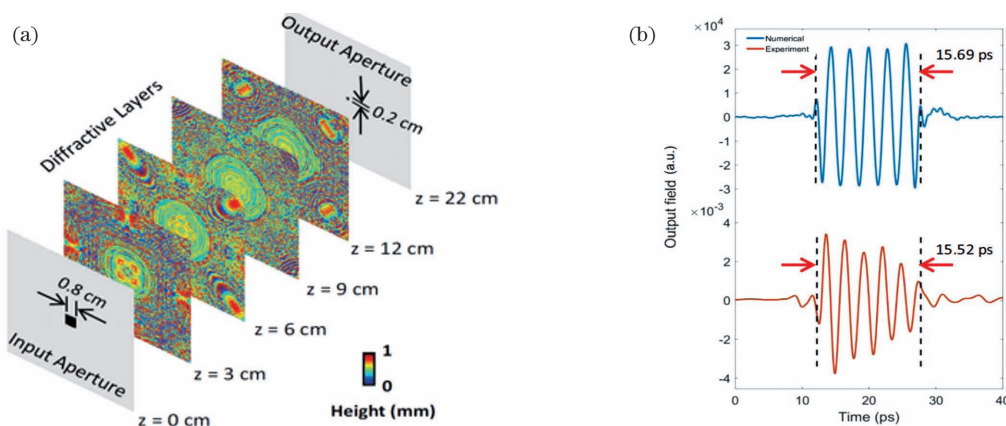 (a)
Output Aperture
0.2 cm
Diffractive Layers
z = 22 cm
z = 12 cm
z = 9 cm
0.8 cm
z = 6 cm
Input Aperture
z = 3 cm
1
0
Height (mm)
z = 0 cm
(b)
×10⁴
Numerical
Experiment
3
2
1
0
-1
-2
-3
15.69 ps
Output field (a.u.)
×10⁻³
4
2
0
-2
-4
15.52 ps
0
10
20
30
40
Time (ps)